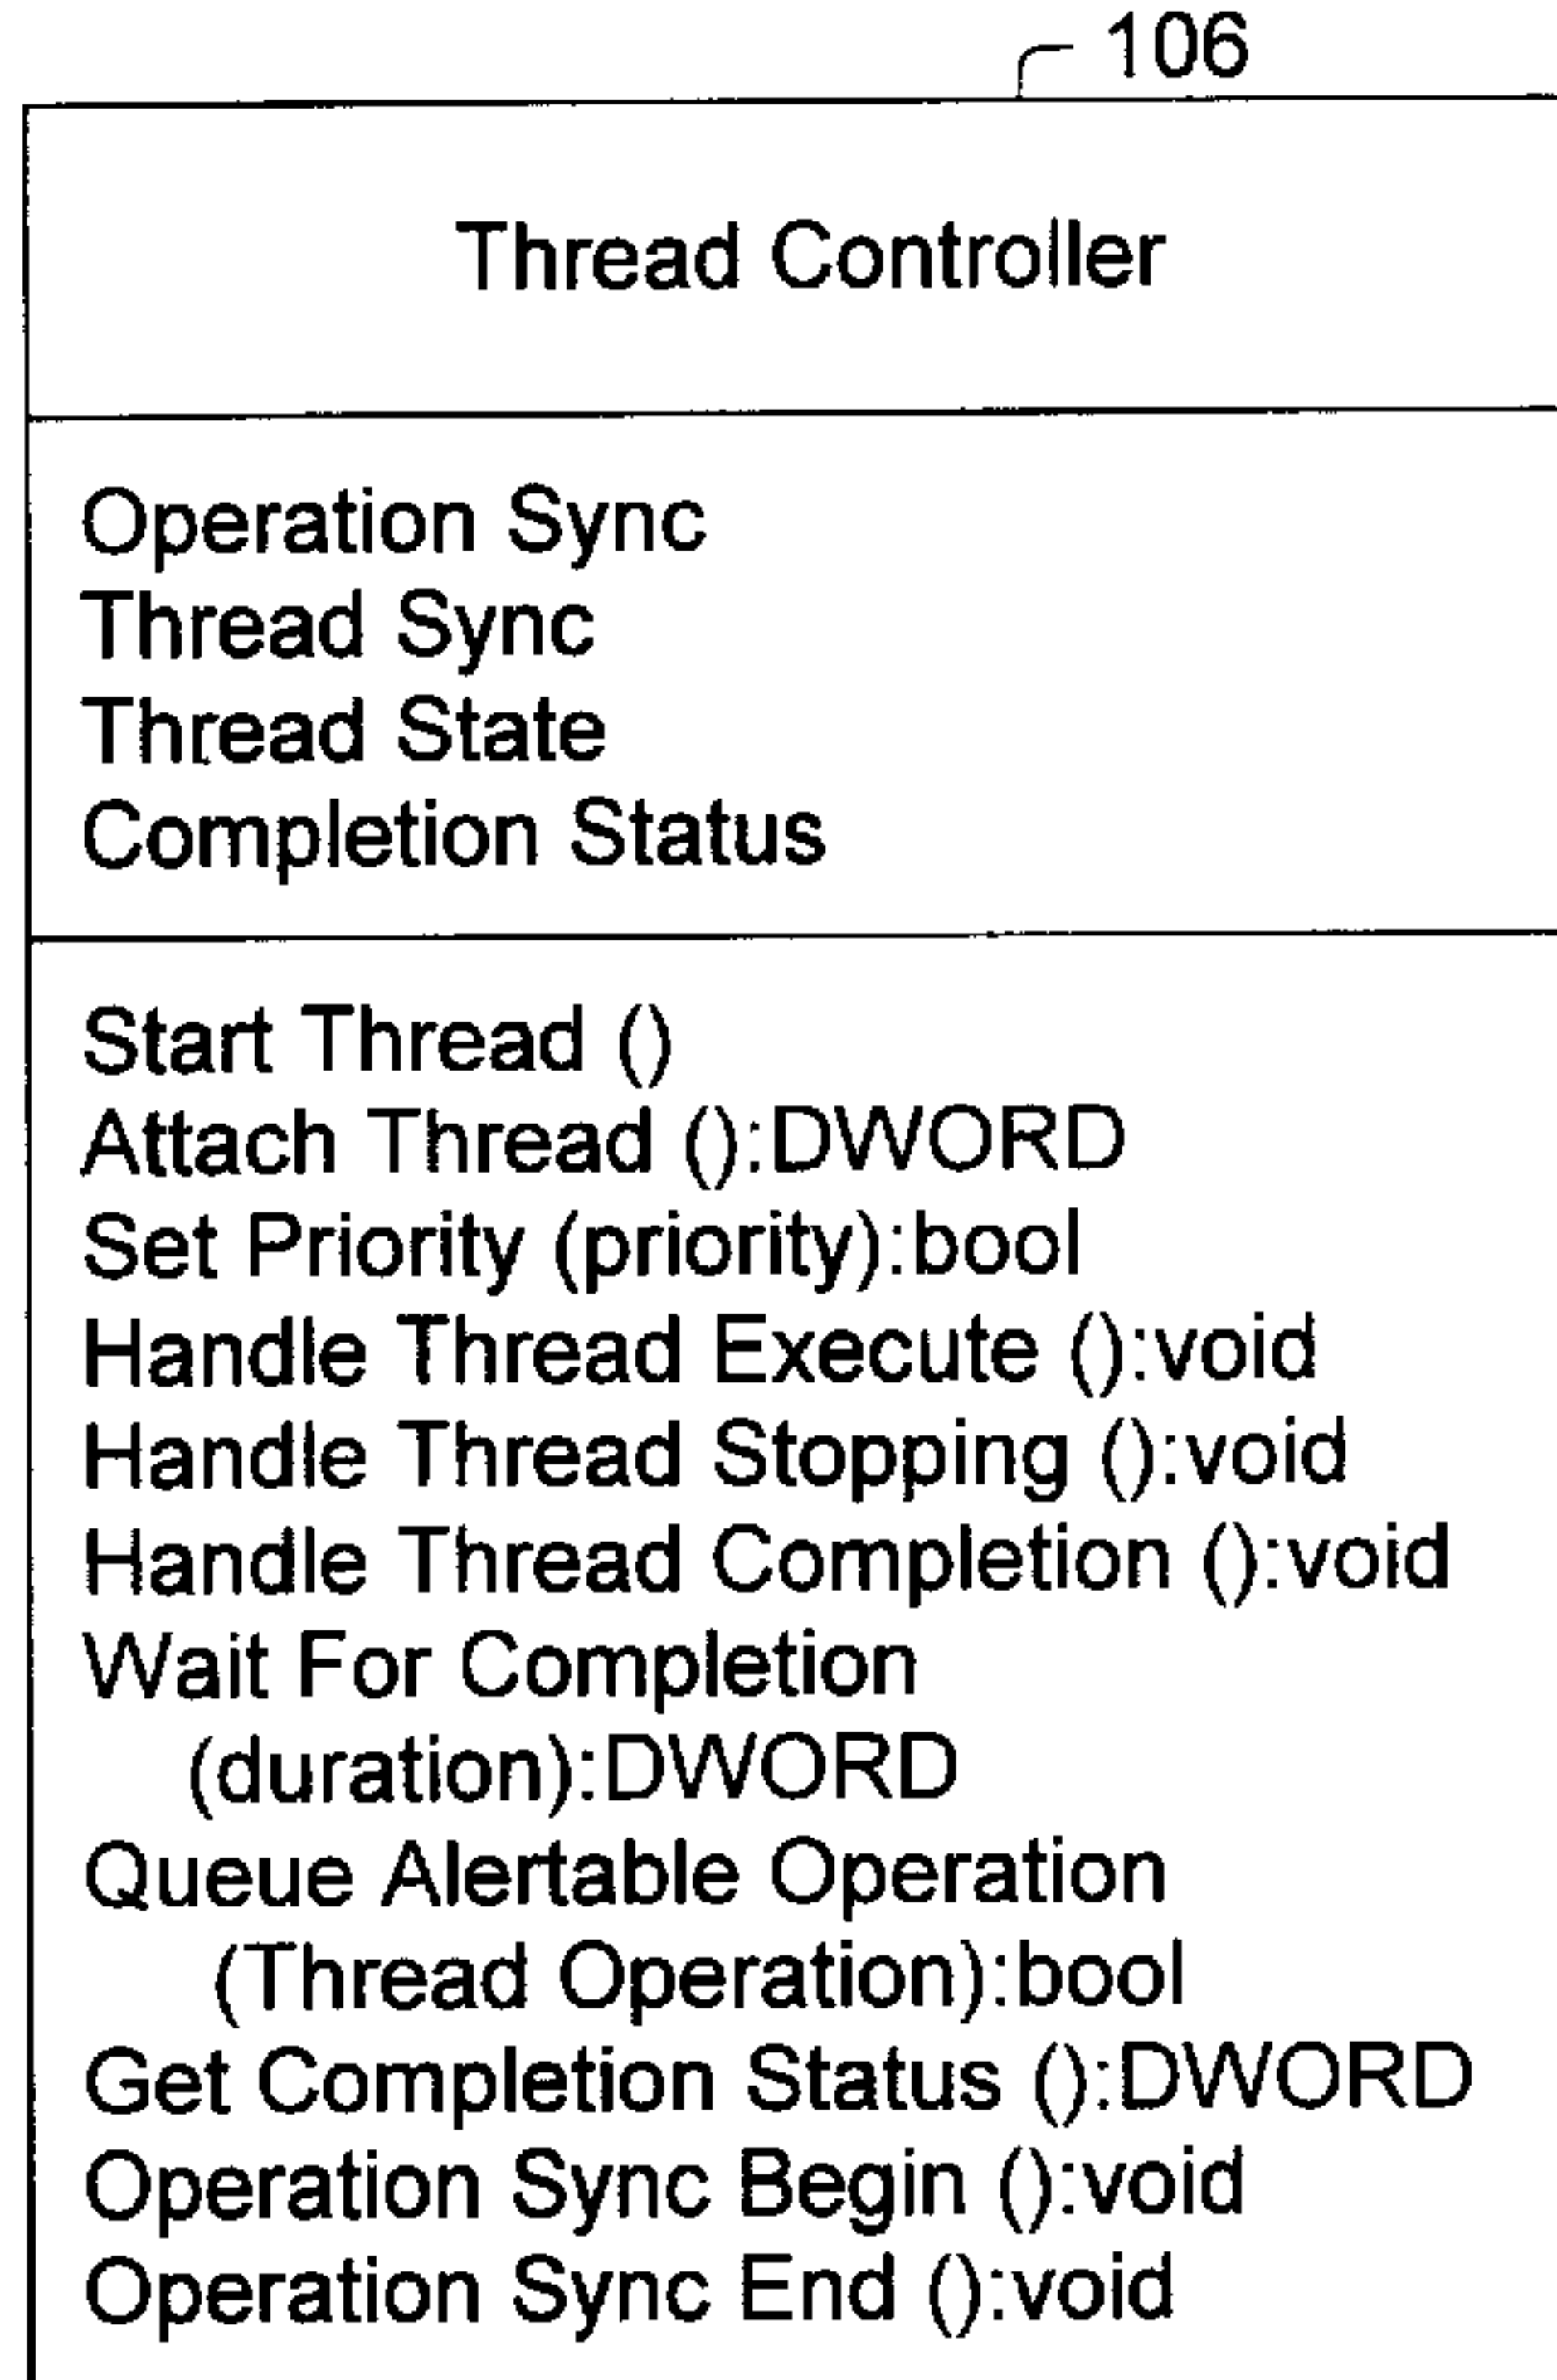 106
Thread Controller
Operation Sync
Thread Sync
Thread State
Completion Status
Start Thread ()
Attach Thread ():DWORD
Set Priority (priority):bool
Handle Thread Execute ():void
Handle Thread Stopping ():void
Handle Thread Completion ():void
Wait For Completion
(duration):DWORD
Queue Alertable Operation
(Thread Operation):bool
Get Completion Status ():DWORD
Operation Sync Begin ():void
Operation Sync End ():void